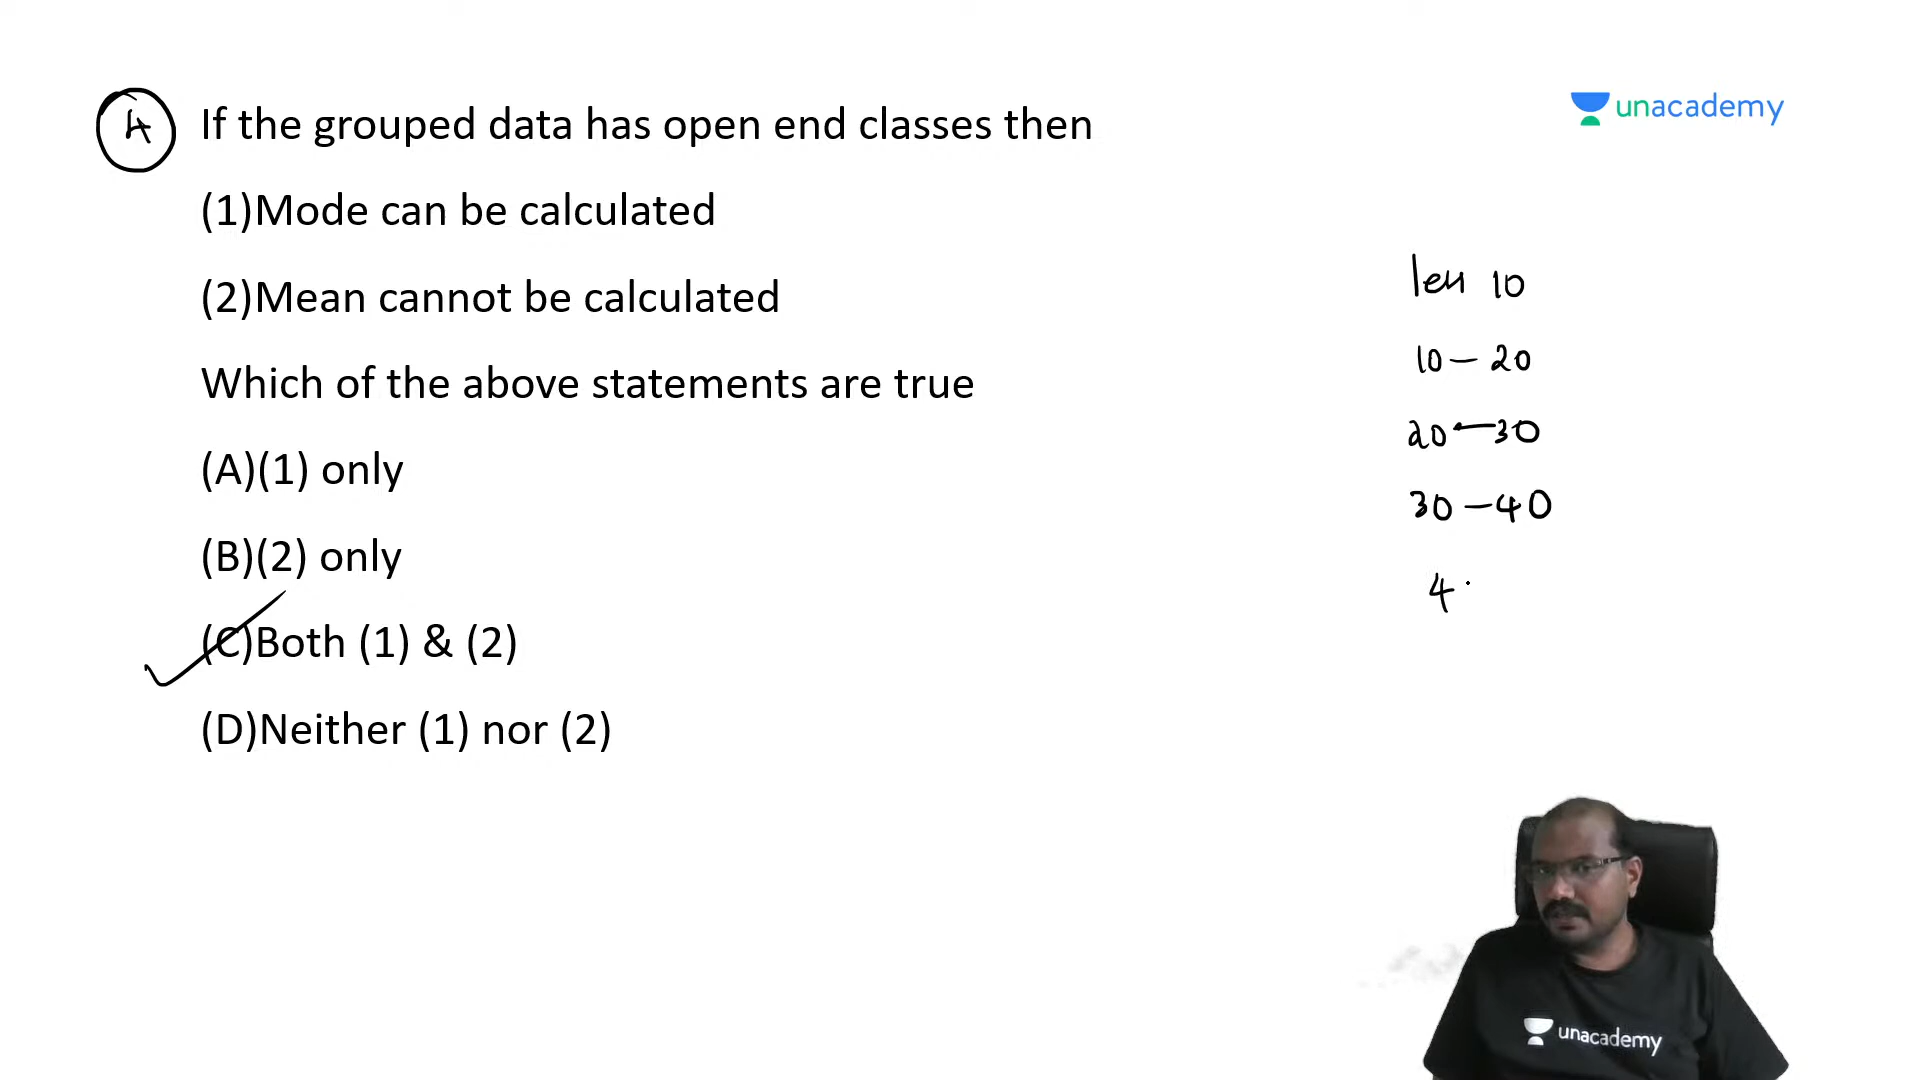 4 If the grouped data has open end classes then
unacademy
(1)Mode can be calculated
(2)Mean cannot be calculated
Which of the above statements are true
(A)(1) only
(B)(2) only
(C)Both (1) & (2)
(D)Neither (1) nor (2)
less 10
10 - 20
20 - 30
30 - 40
4
unacademy